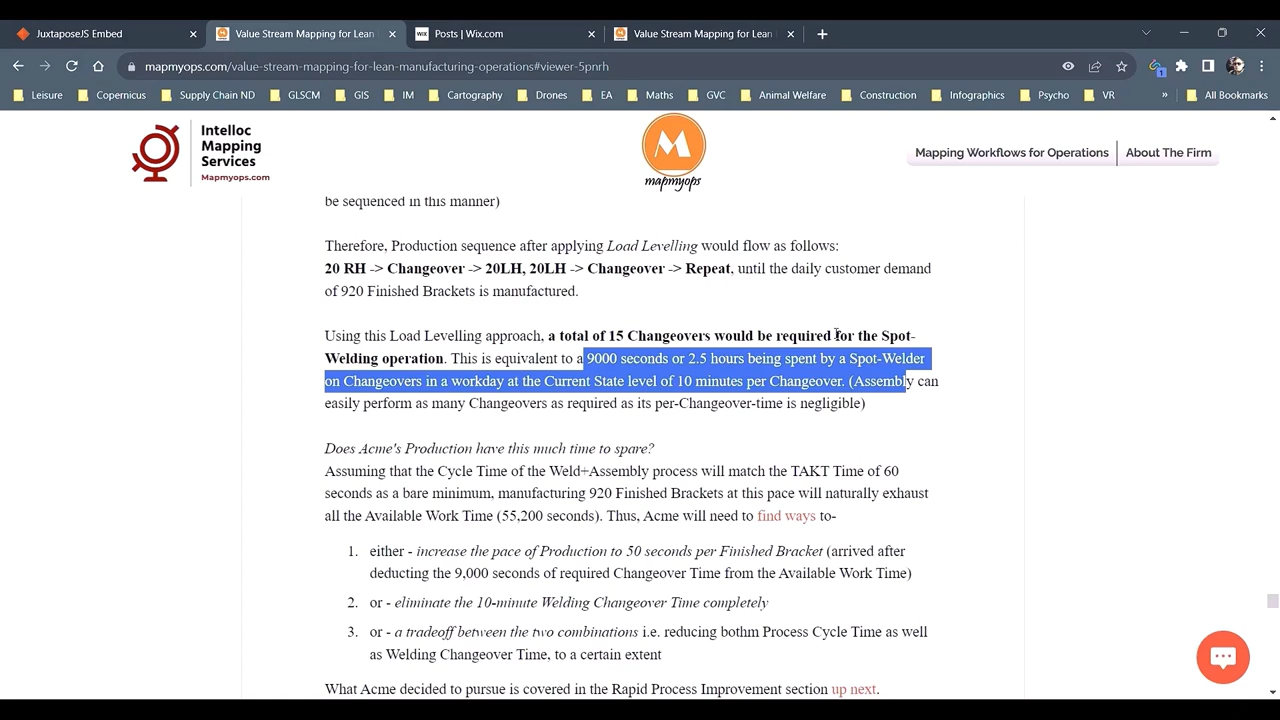 JuxtaposeJS Embed
Value Stream Mapping for Lean
Posts | Wix.com
Value Stream Mapping for Lean
mapmyops.com/value-stream-mapping-for-lean-manufacturing-operations#viewer-5pnrh
1
Leisure Copernicus Supply Chain ND GLSCM GIS IM Cartography Drones EA Maths GVC Animal Welfare Construction Infographics Psycho VR » All Bookmarks
Intelloc
Mapping
Services
Mapmyops.com
M
mapmyops
Mapping Workflows for Operations About The Firm
be sequenced in this manner)
Therefore, Production sequence after applying Load Levelling would flow as follows:
20 RH -> Changeover -> 20LH, 20LH -> Changeover -> Repeat, until the daily customer demand
of 920 Finished Brackets is manufactured.
Using this Load Levelling approach, a total of 15 Changeovers would be required for the Spot-
Welding operation. This is equivalent to a 9000 seconds or 2.5 hours being spent by a Spot-Welder
on Changeovers in a workday at the Current State level of 10 minutes per Changeover. (Assembly can
easily perform as many Changeovers as required as its per-Changeover-time is negligible)
Does Acme's Production have this much time to spare?
Assuming that the Cycle Time of the Weld+Assembly process will match the TAKT Time of 60
seconds as a bare minimum, manufacturing 920 Finished Brackets at this pace will naturally exhaust
all the Available Work Time (55,200 seconds). Thus, Acme will need to find ways to-
1. either - increase the pace of Production to 50 seconds per Finished Bracket (arrived after
deducting the 9,000 seconds of required Changeover Time from the Available Work Time)
2. or - eliminate the 10-minute Welding Changeover Time completely
3. or - a tradeoff between the two combinations i.e. reducing bothm Process Cycle Time as well
as Welding Changeover Time, to a certain extent
What Acme decided to pursue is covered in the Rapid Process Improvement section up next.